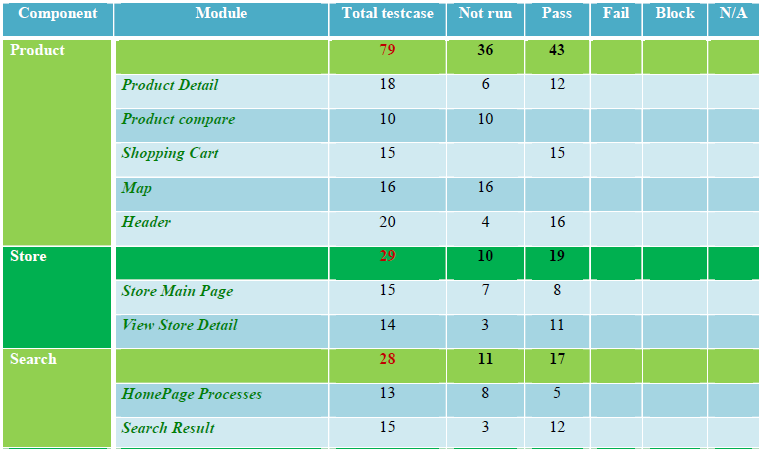 Component Module Total testcase Not run Pass Fail Block N/A
Product 79 36 43
Product Detail 18 6 12
Product compare 10 10
Shopping Cart 15 15
Map 16 16
Header 20 4 16
Store 29 10 19
Store Main Page 15 7 8
View Store Detail 14 3 11
Search 28 11 17
HomePage Processes 13 8 5
Search Result 15 3 12